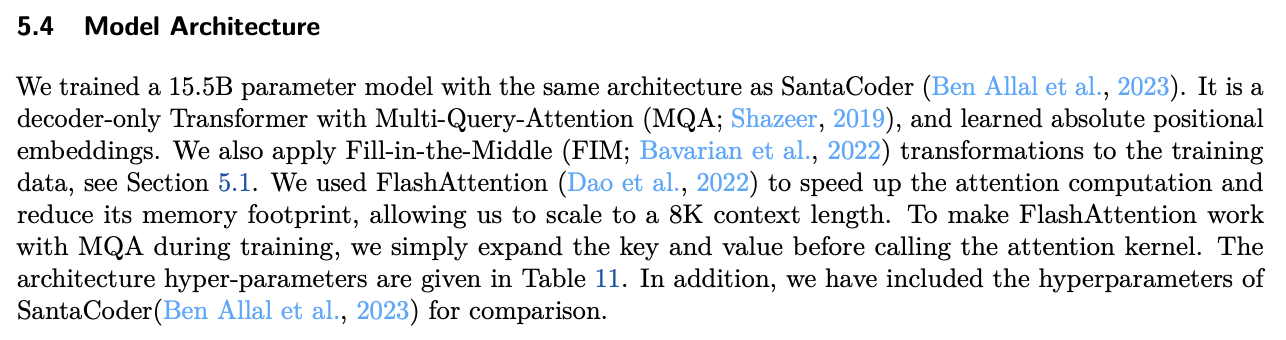 5.4 Model Architecture
We trained a 15.5B parameter model with the same architecture as SantaCoder (Ben Allal et al., 2023). It is a
decoder-only Transformer with Multi-Query-Attention (MQA; Shazeer, 2019), and learned absolute positional
embeddings. We also apply Fill-in-the-Middle (FIM; Bavarian et al., 2022) transformations to the training
data, see Section 5.1. We used FlashAttention (Dao et al., 2022) to speed up the attention computation and
reduce its memory footprint, allowing us to scale to a 8K context length. To make FlashAttention work
with MQA during training, we simply expand the key and value before calling the attention kernel. The
architecture hyper-parameters are given in Table 11. In addition, we have included the hyperparameters of
SantaCoder(Ben Allal et al., 2023) for comparison.